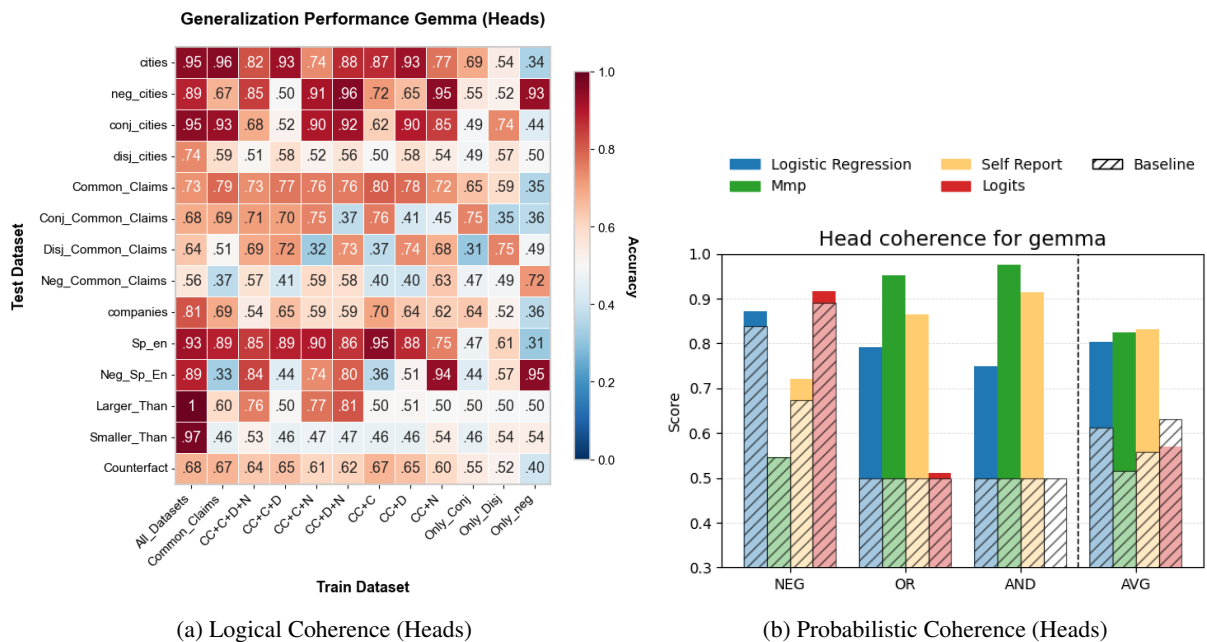 Generalization Performance Gemma (Heads)
Test Dataset
cities .95 .96 .82 .93 .74 .88 .87 .93 .77 .69 .54 .34
neg_cities .89 .67 .85 .50 .91 .96 .72 .65 .95 .55 .52 .93
conj_cities .95 .93 .68 .52 .90 .92 .62 .90 .85 .49 .74 .44
disj_cities .74 .59 .51 .58 .52 .56 .50 .58 .54 .49 .57 .50
Common_Claims .73 .79 .73 .77 .76 .76 .80 .78 .72 .65 .59 .35
Conj_Common_Claims .68 .69 .71 .70 .75 .37 .76 .41 .45 .75 .35 .36
Disj_Common_Claims .64 .51 .69 .72 .32 .73 .37 .74 .68 .31 .75 .49
Neg_Common_Claims .56 .37 .57 .41 .59 .58 .40 .40 .63 .47 .49 .72
companies .81 .69 .54 .65 .59 .59 .70 .64 .62 .64 .52 .36
Sp_en .93 .89 .85 .89 .90 .86 .95 .88 .75 .47 .61 .31
Neg_Sp_En .89 .33 .84 .44 .74 .80 .36 .51 .94 .44 .57 .95
Larger_Than 1 .60 .76 .50 .77 .81 .50 .51 .50 .50 .50 .50
Smaller_Than .97 .46 .53 .46 .47 .47 .46 .46 .54 .46 .54 .54
Counterfact .68 .67 .64 .65 .61 .62 .67 .65 .60 .55 .52 .40
All_Datasets Common_Claims CC+C+D+N CC+C+D CC+C+N CC+D+N CC+C CC+D CC+N Only_Conj Only_Disj Only_neg
Train Dataset
1.0
0.8
0.6
0.4
0.2
0.0
Accuracy
(a) Logical Coherence (Heads)
Logistic Regression Self Report Baseline
Mmp Logits
Head coherence for gemma
Score
1.0
0.9
0.8
0.7
0.6
0.5
0.4
0.3
NEG OR AND AVG
(b) Probabilistic Coherence (Heads)